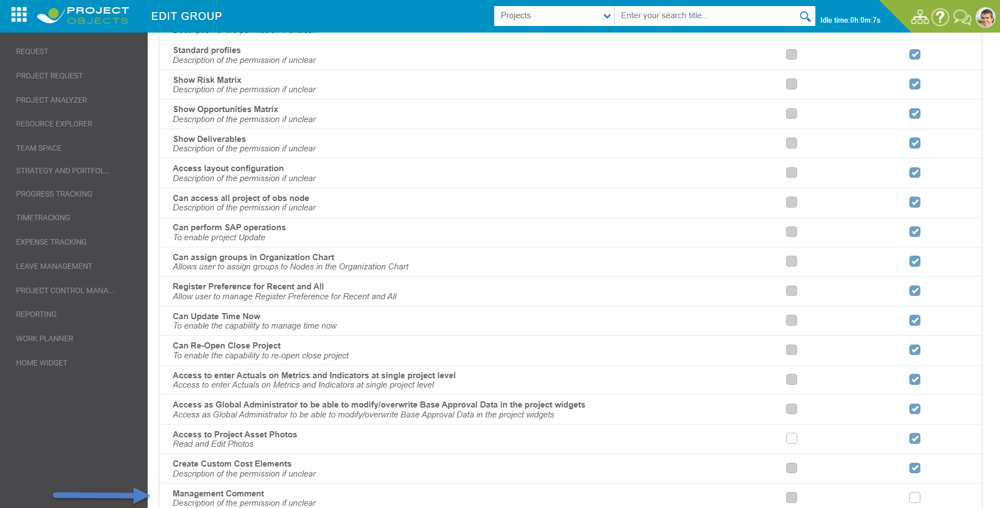 PROJECT
OBJECTS
EDIT GROUP
Projects
Enter your search title...
Idle time:0h:0m:7s
REQUEST
PROJECT REQUEST
PROJECT ANALYZER
RESOURCE EXPLORER
TEAM SPACE
STRATEGY AND PORTFOL...
PROGRESS TRACKING
TIMETRACKING
EXPENSE TRACKING
LEAVE MANAGEMENT
PROJECT CONTROL MANA...
REPORTING
WORK PLANNER
HOME WIDGET
Description of the permission if unclear
Standard profiles
Description of the permission if unclear
Show Risk Matrix
Description of the permission if unclear
Show Opportunities Matrix
Description of the permission if unclear
Show Deliverables
Description of the permission if unclear
Access layout configuration
Description of the permission if unclear
Can access all project of obs node
Description of the permission if unclear
Can perform SAP operations
To enable project Update
Can assign groups in Organization Chart
Allows user to assign groups to Nodes in the Organization Chart
Register Preference for Recent and All
Allow user to manage Register Preference for Recent and All
Can Update Time Now
To enable the capability to manage time now
Can Re-Open Close Project
To enable the capability to re-open close project
Access to enter Actuals on Metrics and Indicators at single project level
Access to enter Actuals on Metrics and Indicators at single project level
Access as Global Administrator to be able to modify/overwrite Base Approval Data in the project widgets
Access as Global Administrator to be able to modify/overwrite Base Approval Data in the project widgets
Access to Project Asset Photos
Read and Edit Photos
Create Custom Cost Elements
Description of the permission if unclear
Management Comment
Description of the permission if unclear